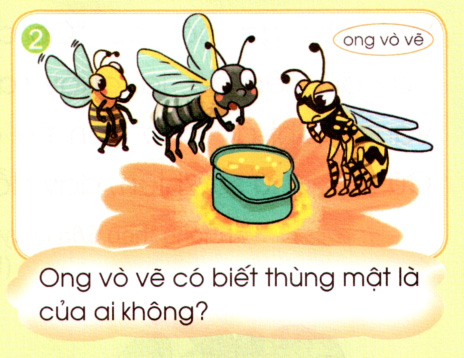 2
ong vò vẽ
Ong vò vẽ có biết thùng mật là
của ai không?